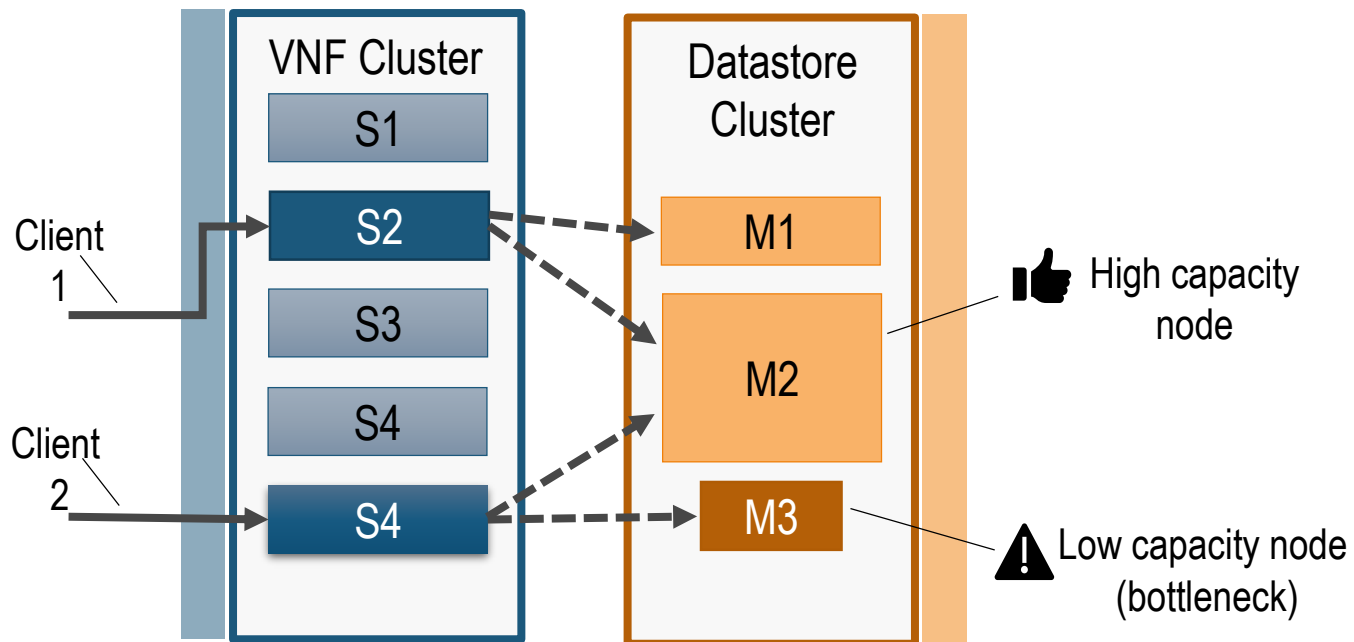 VNF Cluster
S1
S2
S3
S4
S4
Client
1
Client
2
Datastore
Cluster
M1
M2
M3
High capacity
node
Low capacity node
(bottleneck)